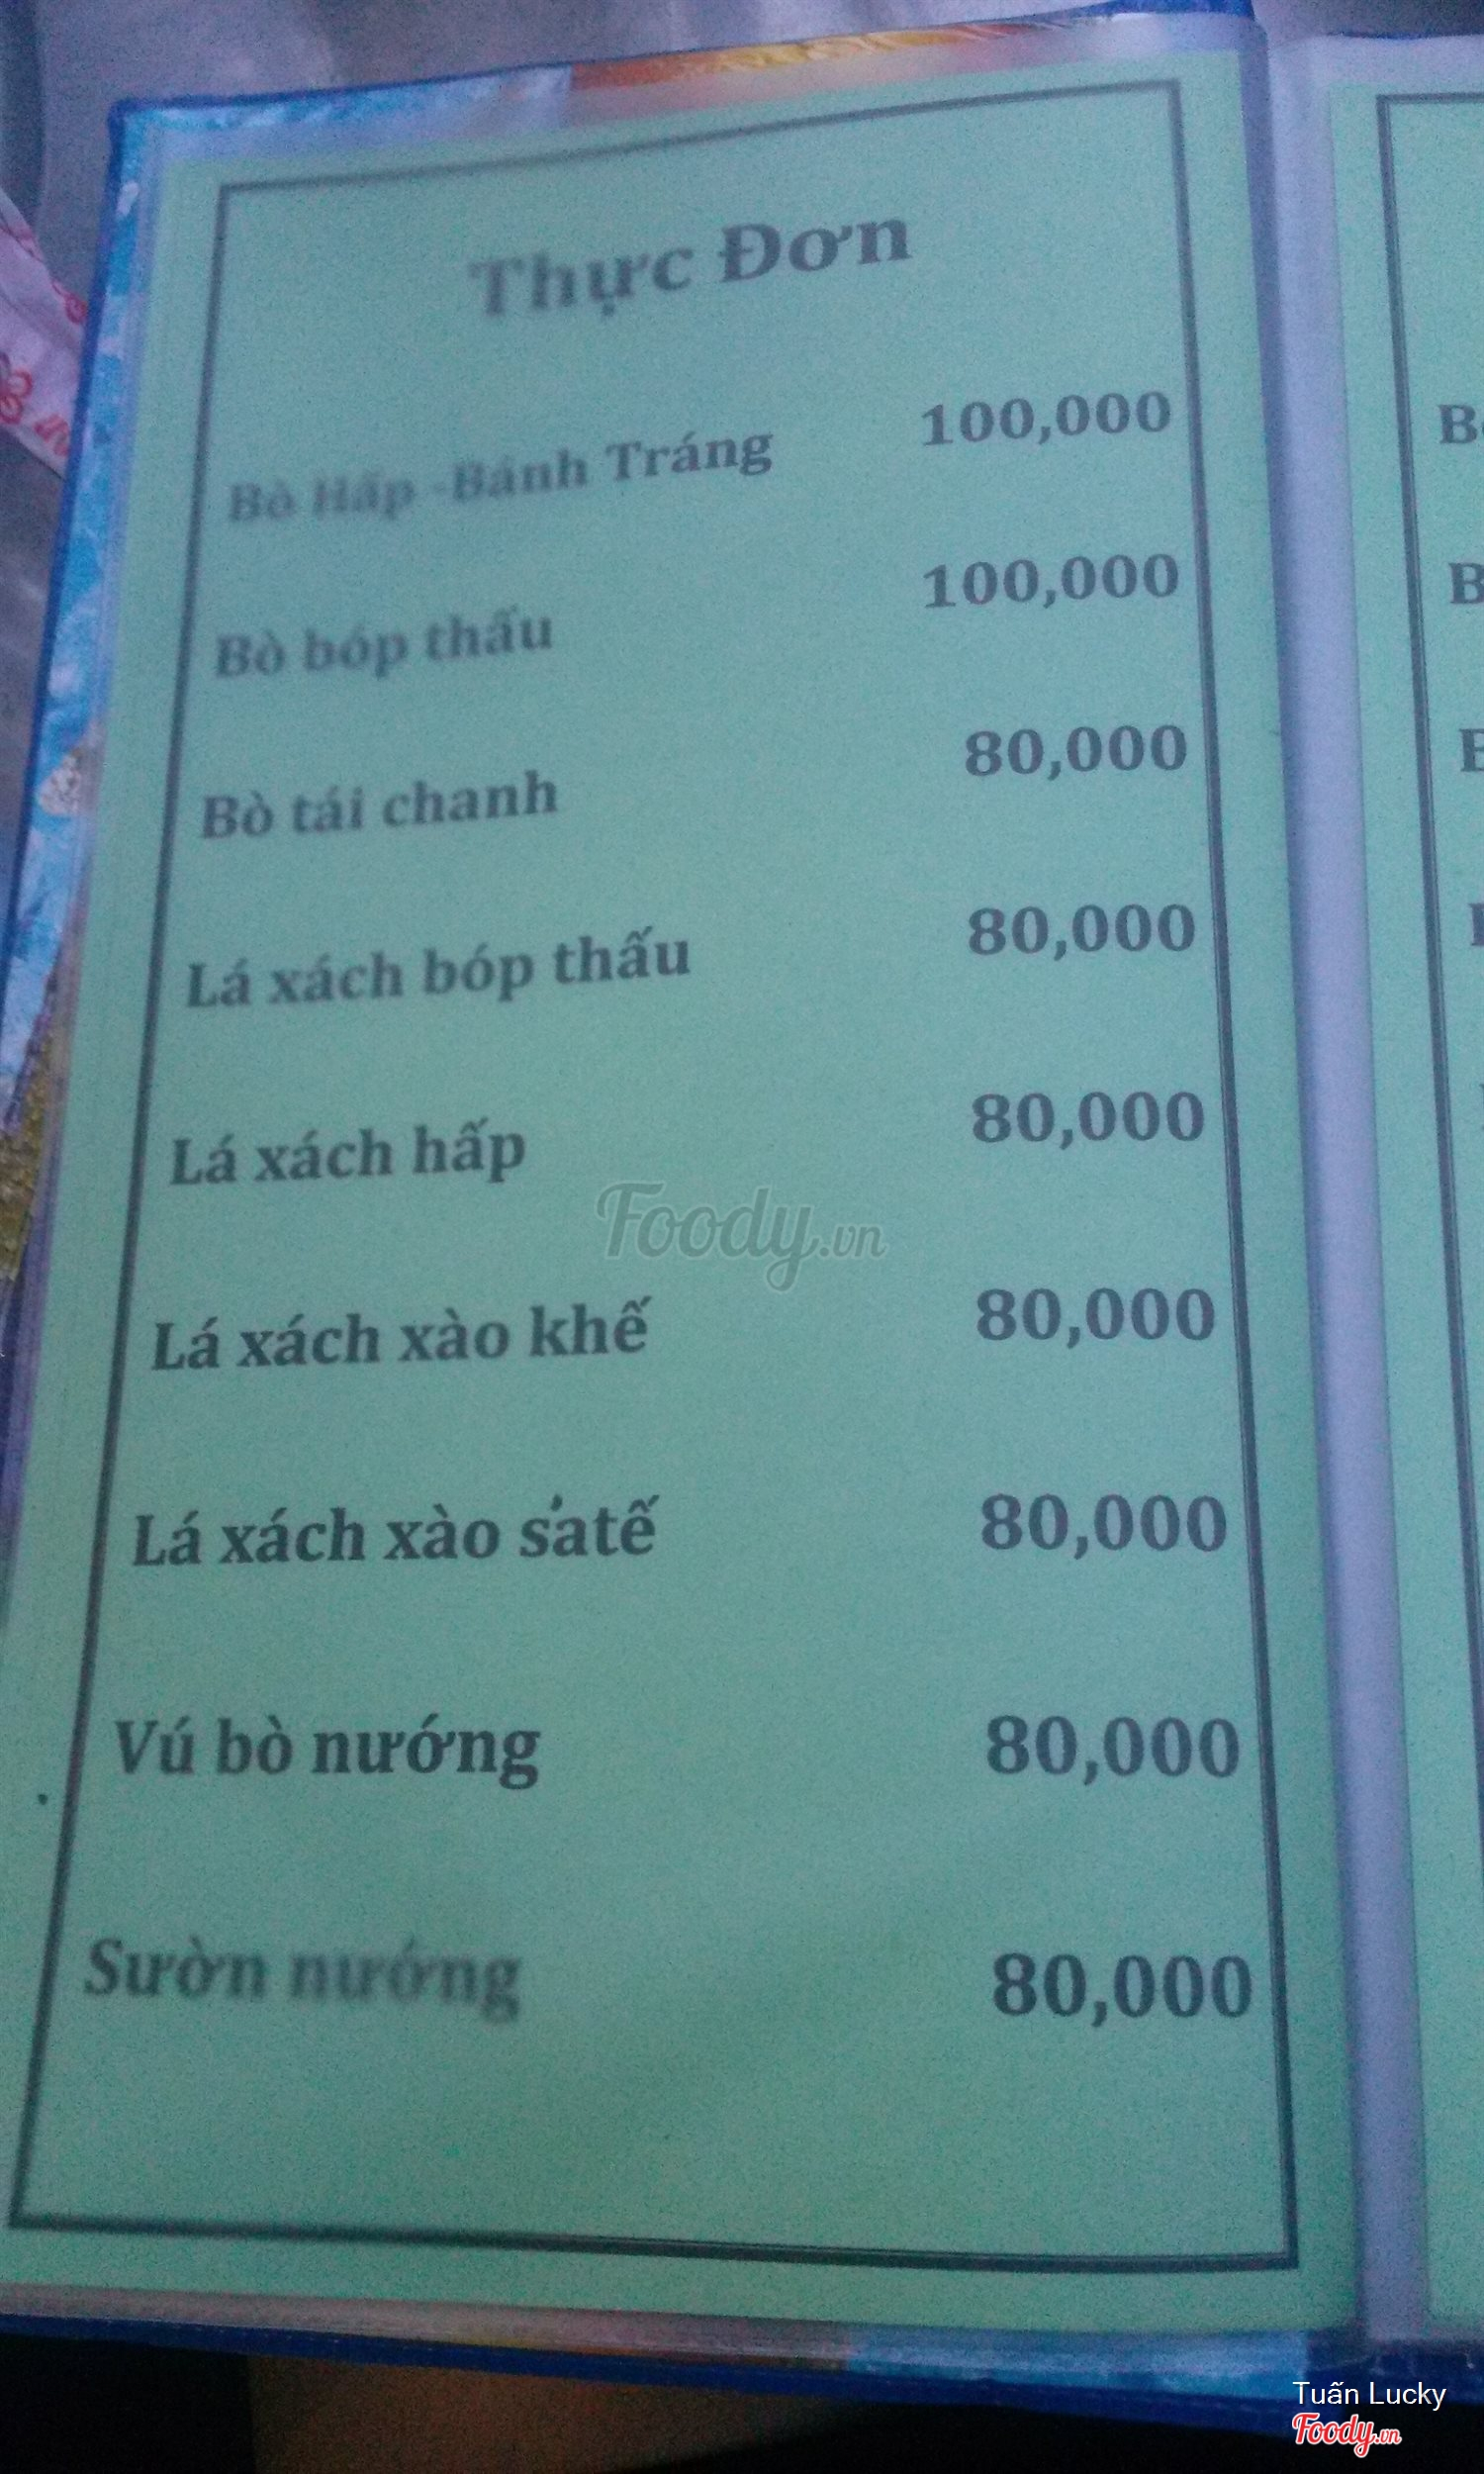 Thực Đơn
Bò Hấp -Bánh Tráng 100,000
Bò bóp thấu 100,000
Bò tái chanh 80,000
Lá xách bóp thấu 80,000
Lá xách hấp 80,000
Foody.vn
Lá xách xào khế 80,000
Lá xách xào satế 80,000
Vú bò nướng 80,000
Sườn nướng 80,000
B
B
Tuấn Lucky
Foody.vn